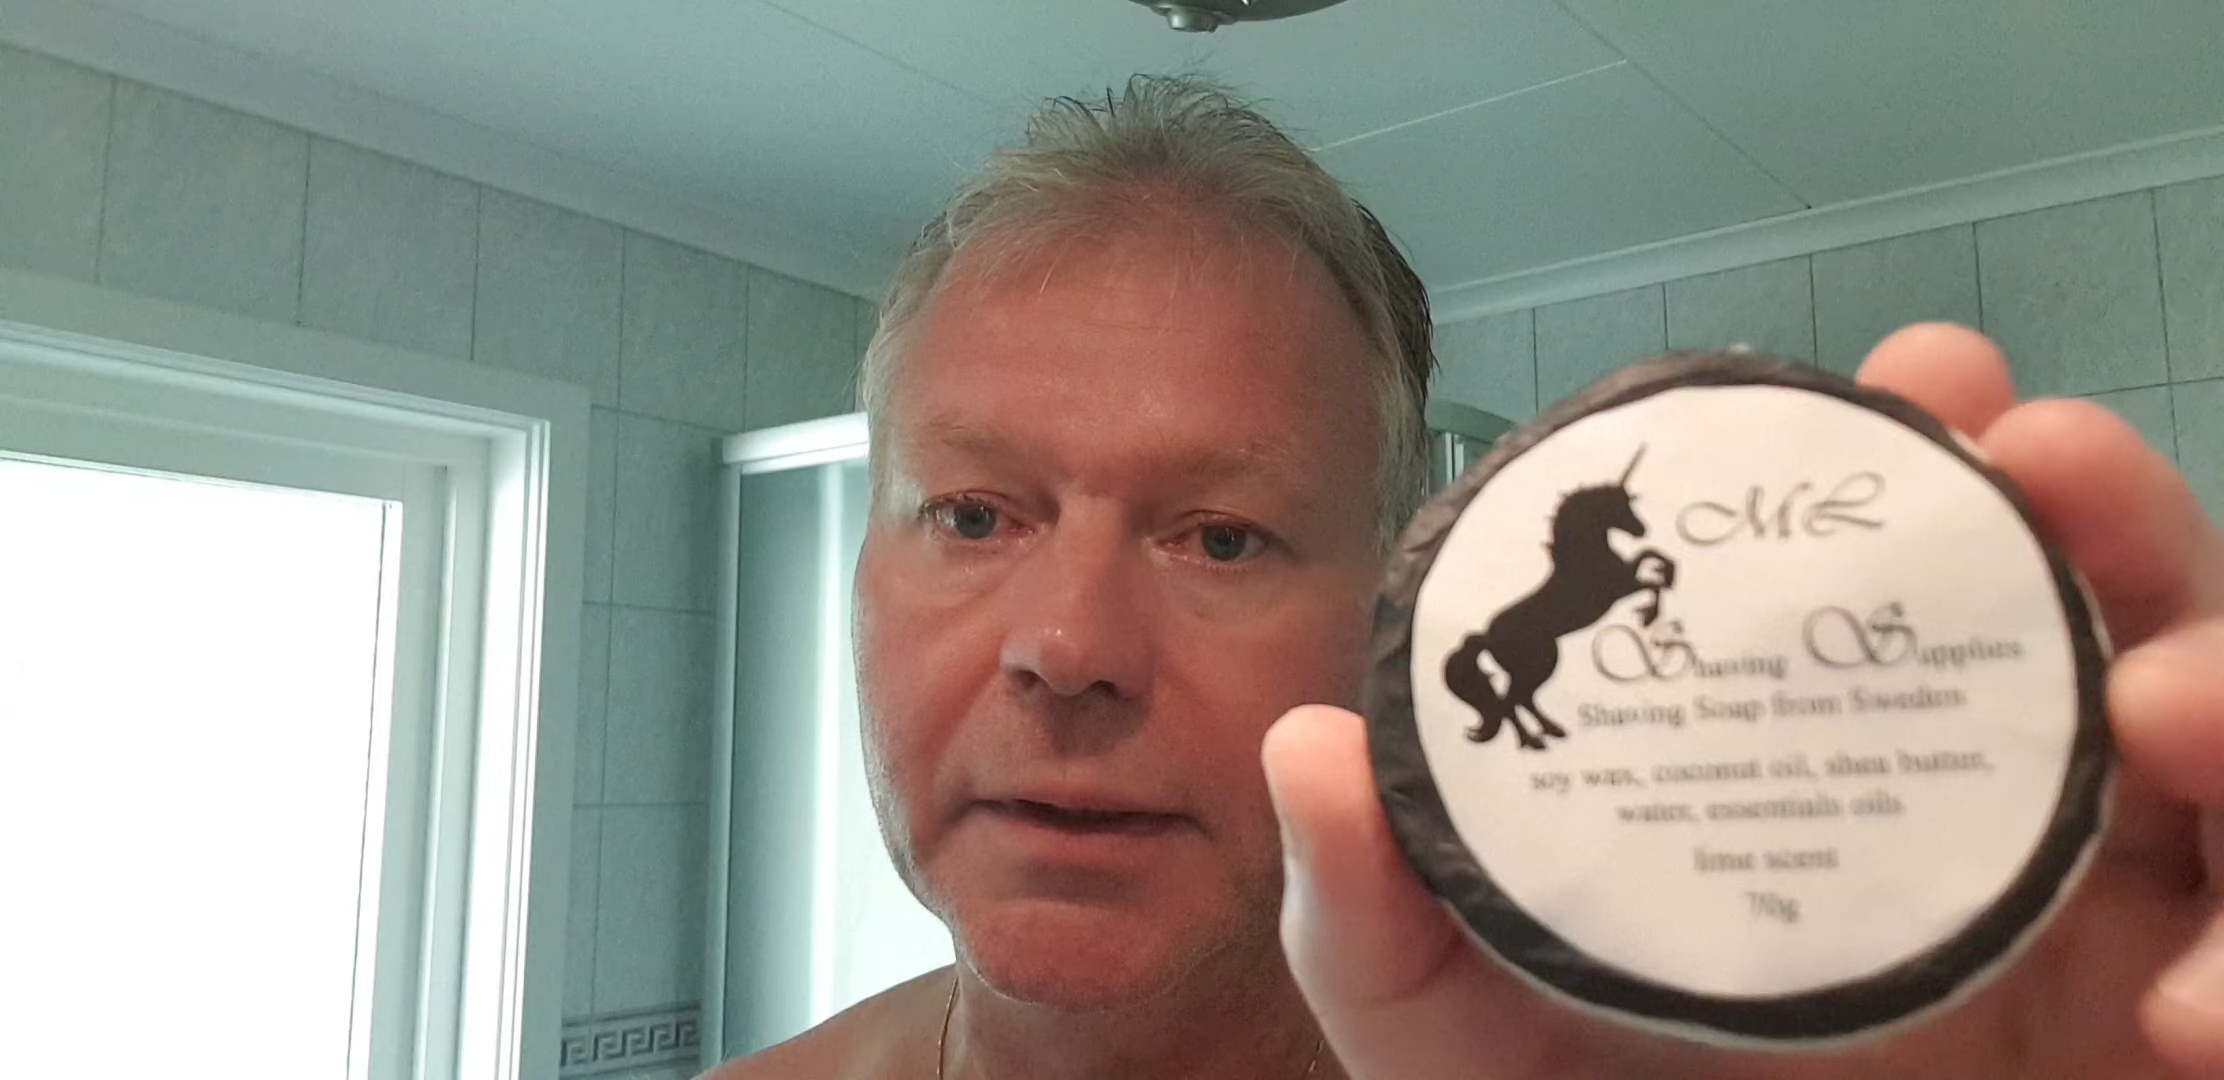 ML
Shaving Supplies
Shaving Soap from Sweden
soy wax, coconut oil, shea butter,
water, essentials oils
lime scent
70g